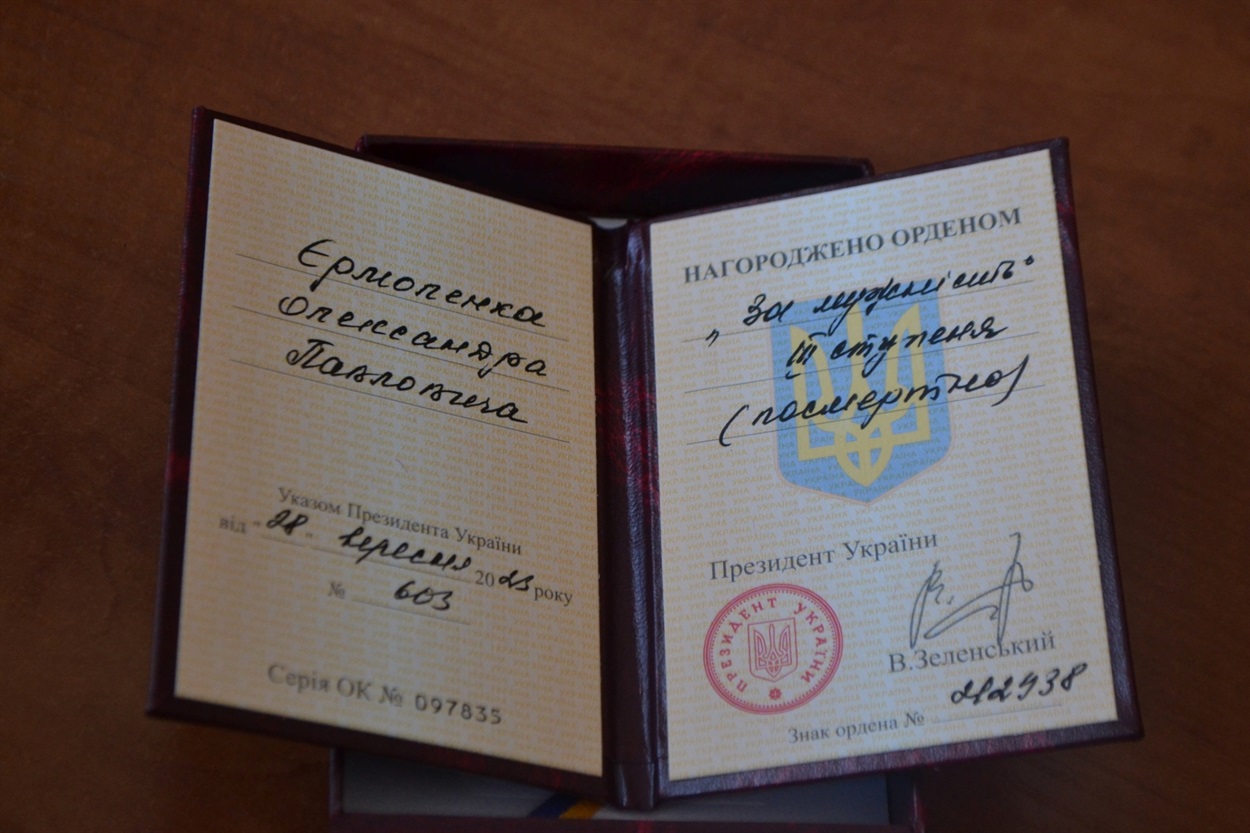 Єрмоленка
Олександра
Павловича
Указом Президента України
від "28" вересня 2023 року
№ 603
Серія ОК № 097835
НАГОРОДЖЕНО ОРДЕНОМ
„За мужність“
III ступеня
(посмертно)
Президент України
ПРЕЗИДЕНТ УКРАЇНИ
В.Зеленський
Знак ордена № 212938